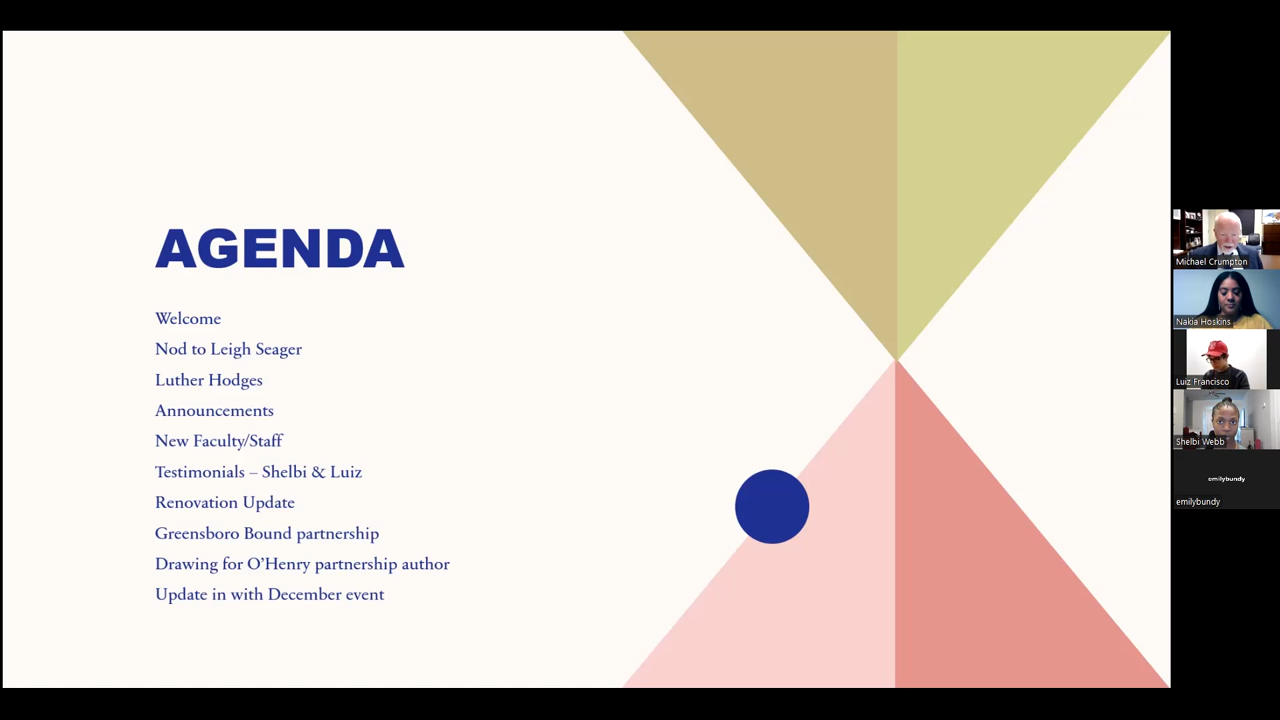 AGENDA
Welcome
Nod to Leigh Seager
Luther Hodges
Announcements
New Faculty/Staff
Testimonials – Shelbi & Luiz
Renovation Update
Greensboro Bound partnership
Drawing for O’Henry partnership author
Update in with December event
Michael Crumpton
Nakia Hoskins
Luiz Francisco
Shelbi Webb
emilybundy
emilybundy